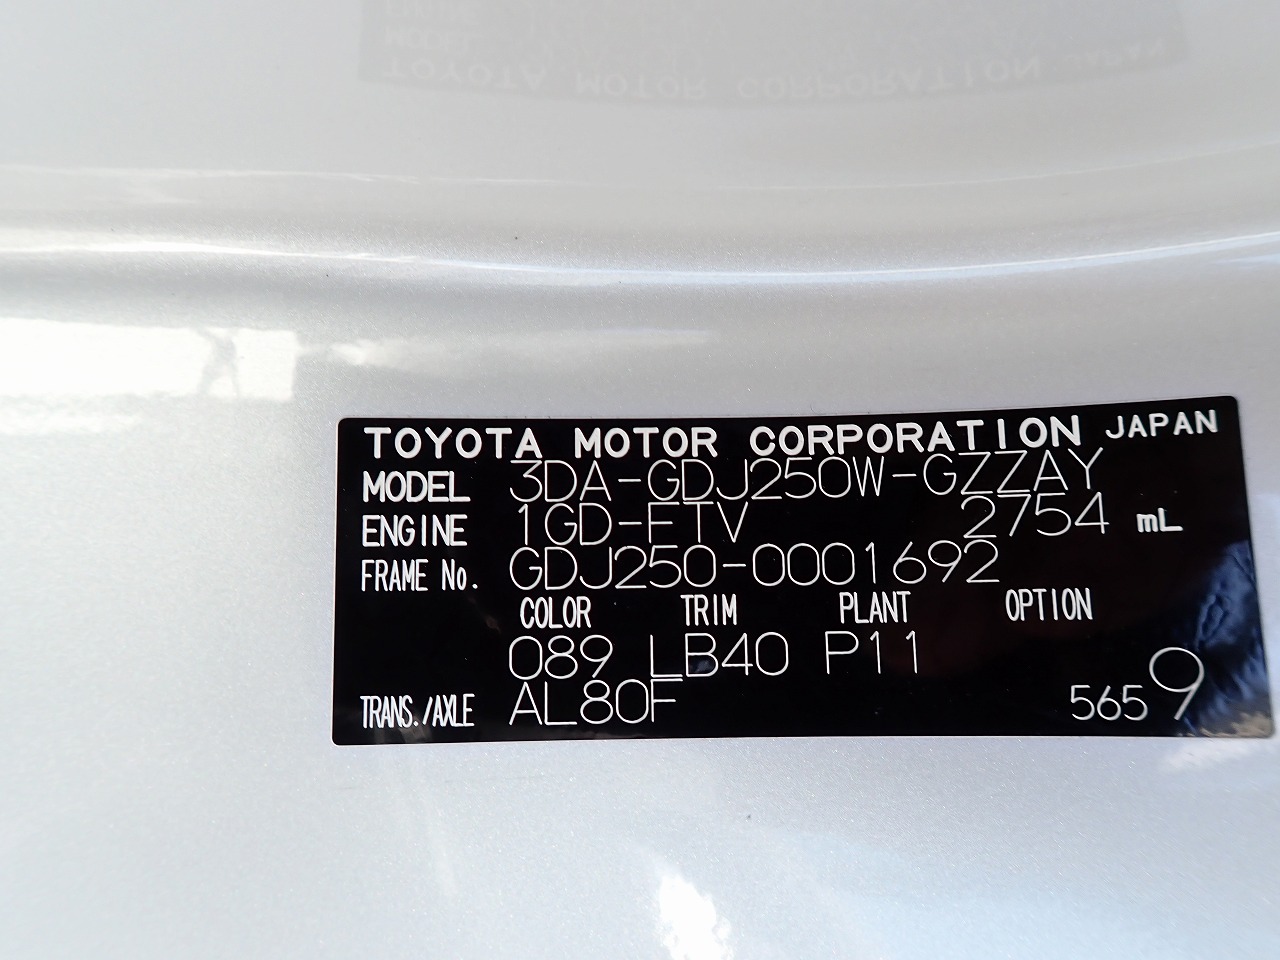 TOYOTA MOTOR CORPORATION JAPAN
MODEL 3DA-GDJ250W-GZZAY
ENGINE 1GD-FTV 2754 mL
FRAME No. GDJ250-0001692
COLOR TRIM PLANT OPTION
089 LB40 P11
TRANS./AXLE AL80F 5659